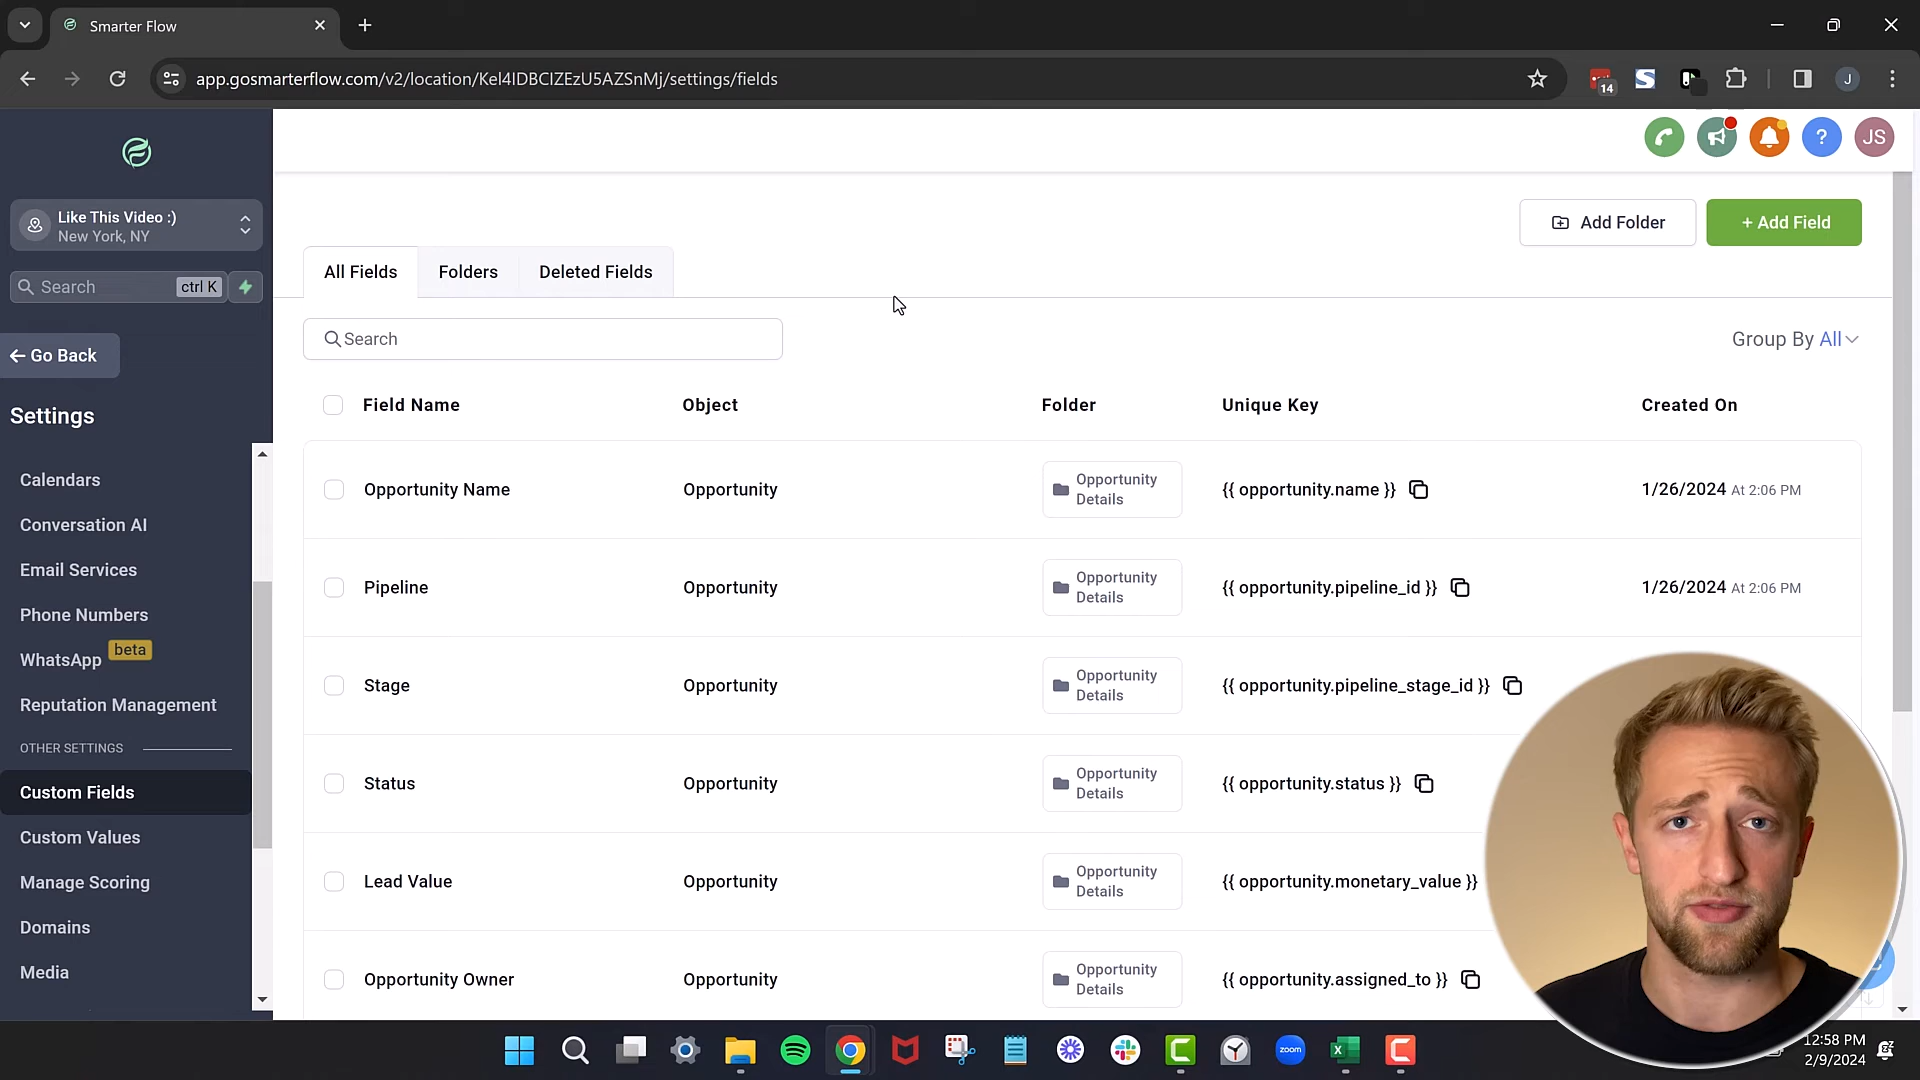 Smarter Flow
app.gosmarterflow.com/v2/location/Kel4IDBCIZEzU5AZSnMj/settings/fields
14
J
JS
?
Like This Video :)
New York, NY
Search ctrl K
Go Back
Settings
Calendars
Conversation AI
Email Services
Phone Numbers
WhatsApp beta
Reputation Management
OTHER SETTINGS
Custom Fields
Custom Values
Manage Scoring
Domains
Media
Add Folder
+ Add Field
All Fields
Folders
Deleted Fields
Search
Group By All
Field Name Object Folder Unique Key Created On
Opportunity Name Opportunity Opportunity Details {{ opportunity.name }} 1/26/2024 At 2:06 PM
Pipeline Opportunity Opportunity Details {{ opportunity.pipeline_id }} 1/26/2024 At 2:06 PM
Stage Opportunity Opportunity Details {{ opportunity.pipeline_stage_id }}
Status Opportunity Opportunity Details {{ opportunity.status }}
Lead Value Opportunity Opportunity Details {{ opportunity.monetary_value }}
Opportunity Owner Opportunity Opportunity Details {{ opportunity.assigned_to }}
zoom
12:58 PM
2/9/2024